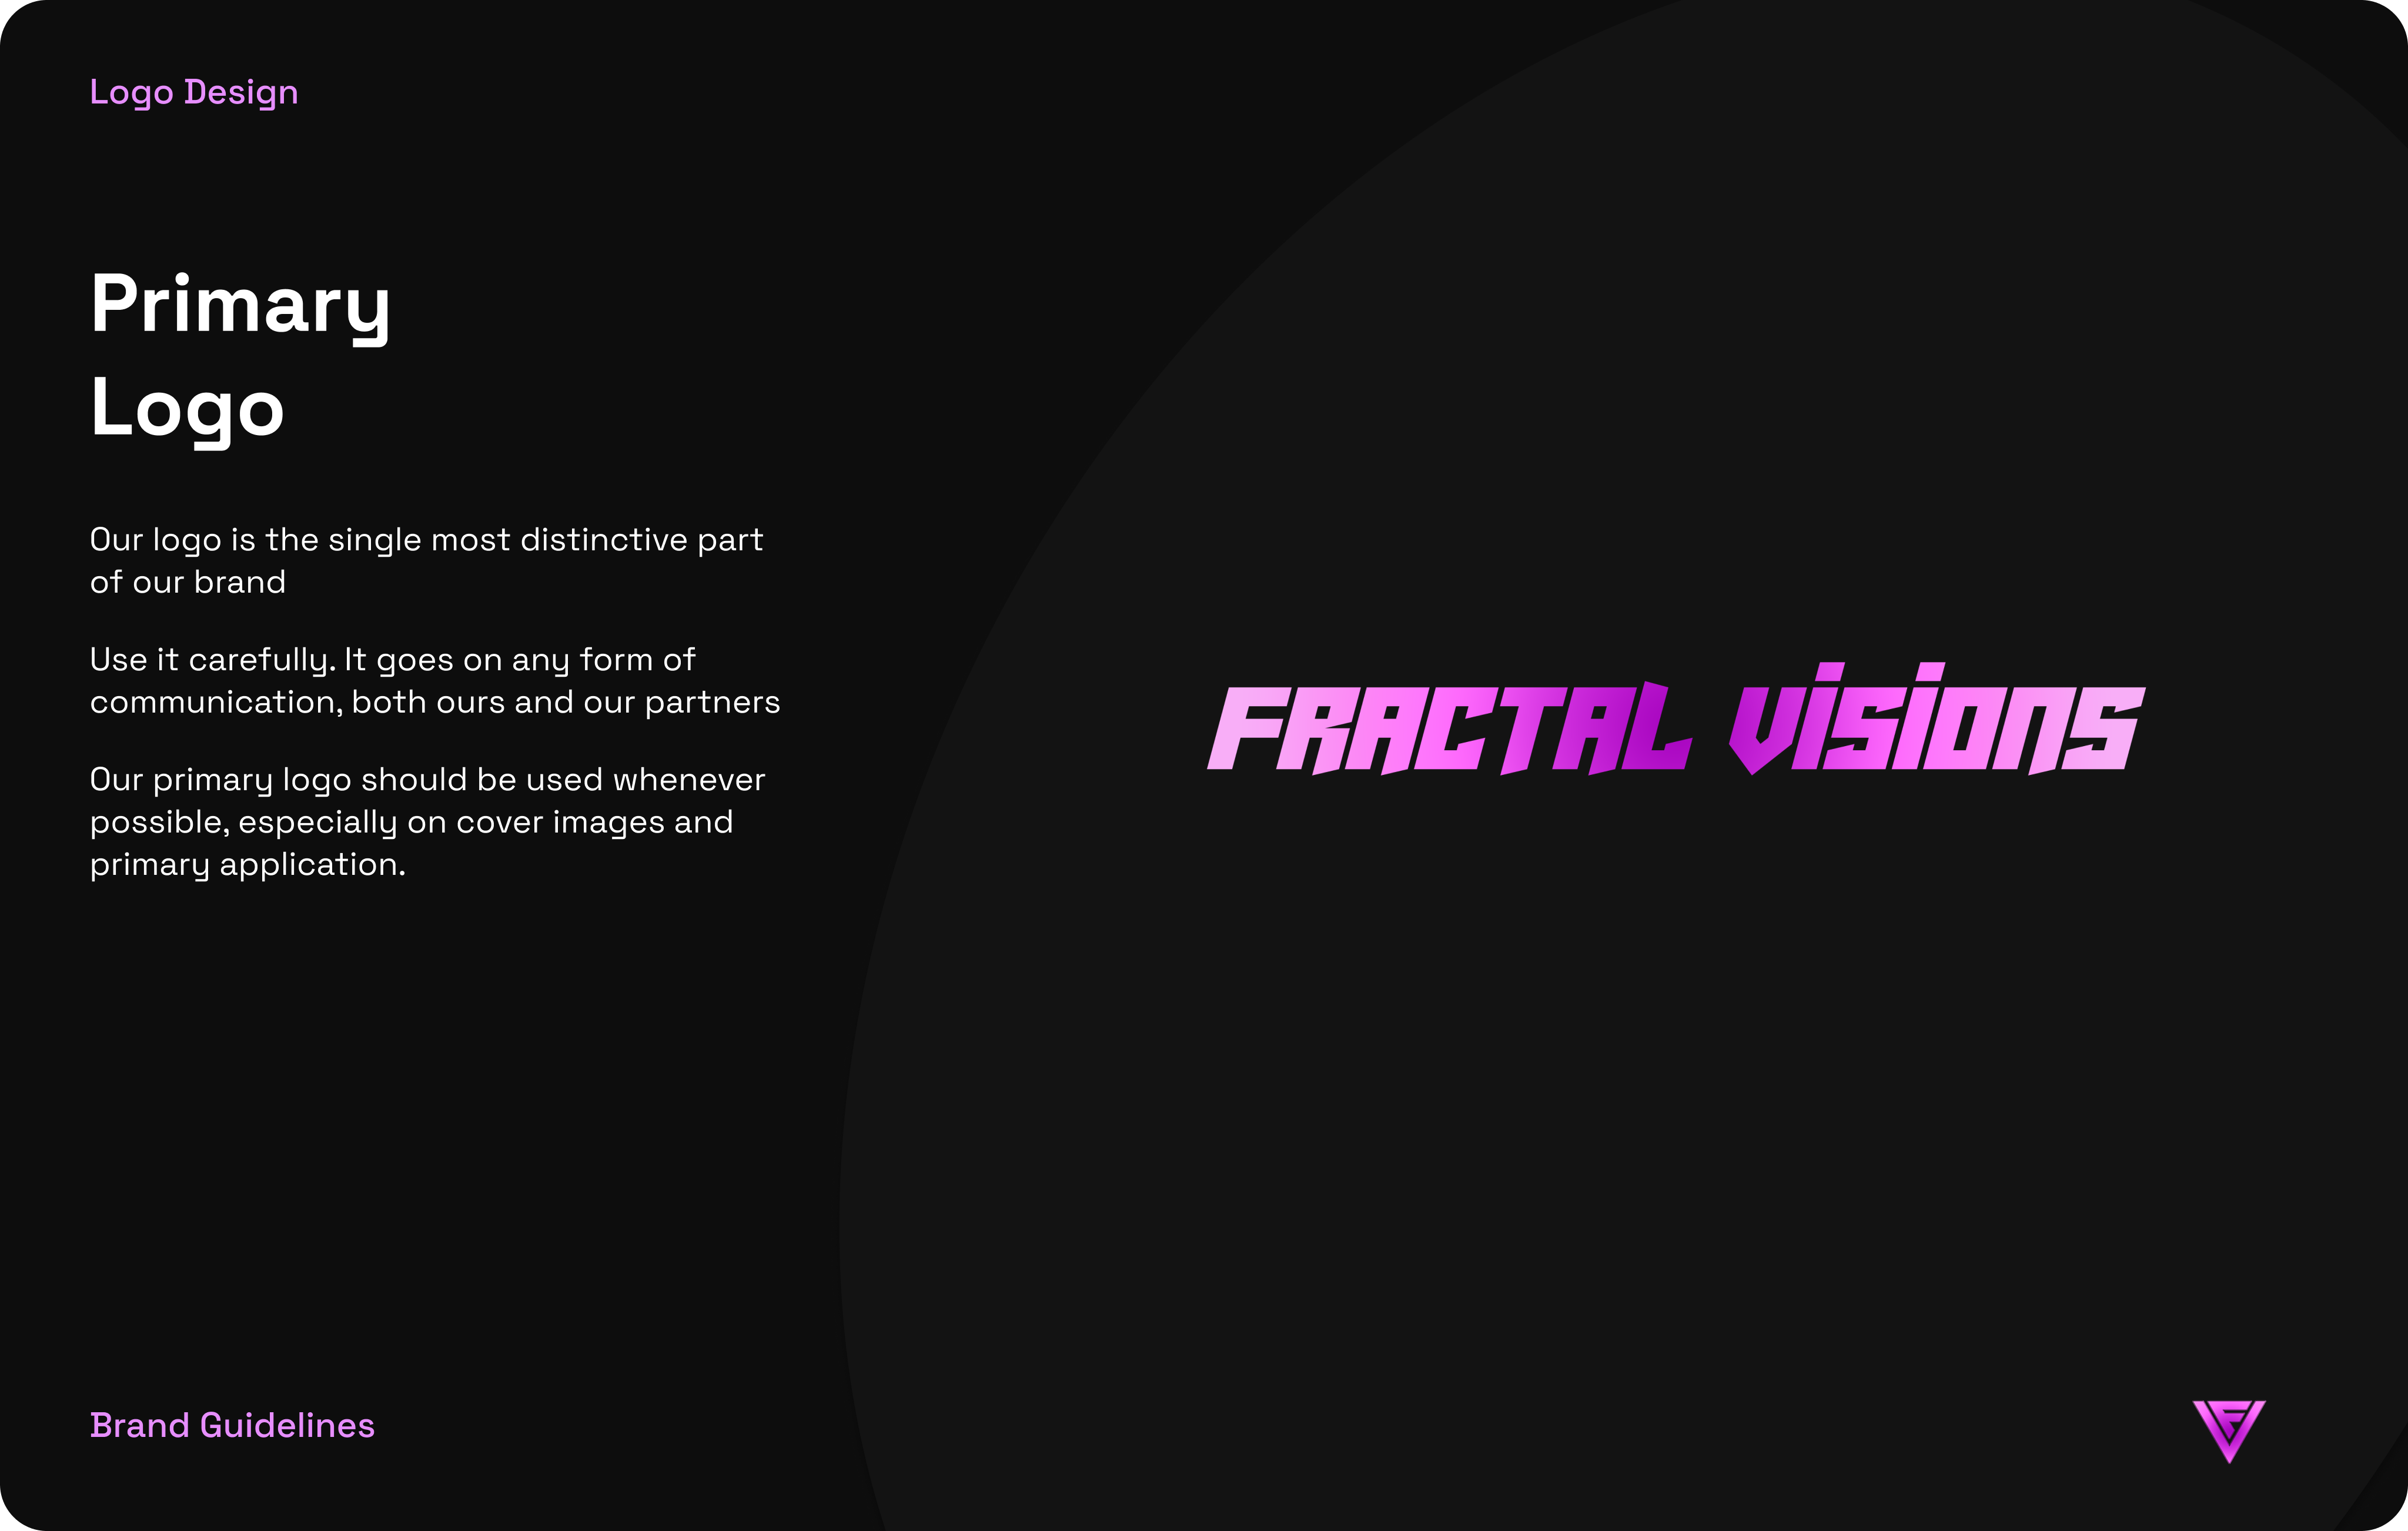 Logo Design
Primary
Logo
Our logo is the single most distinctive part
of our brand
Use it carefully. It goes on any form of
communication, both ours and our partners
Our primary logo should be used whenever
possible, especially on cover images and
primary application.
FRACTAL VISIONS
Brand Guidelines